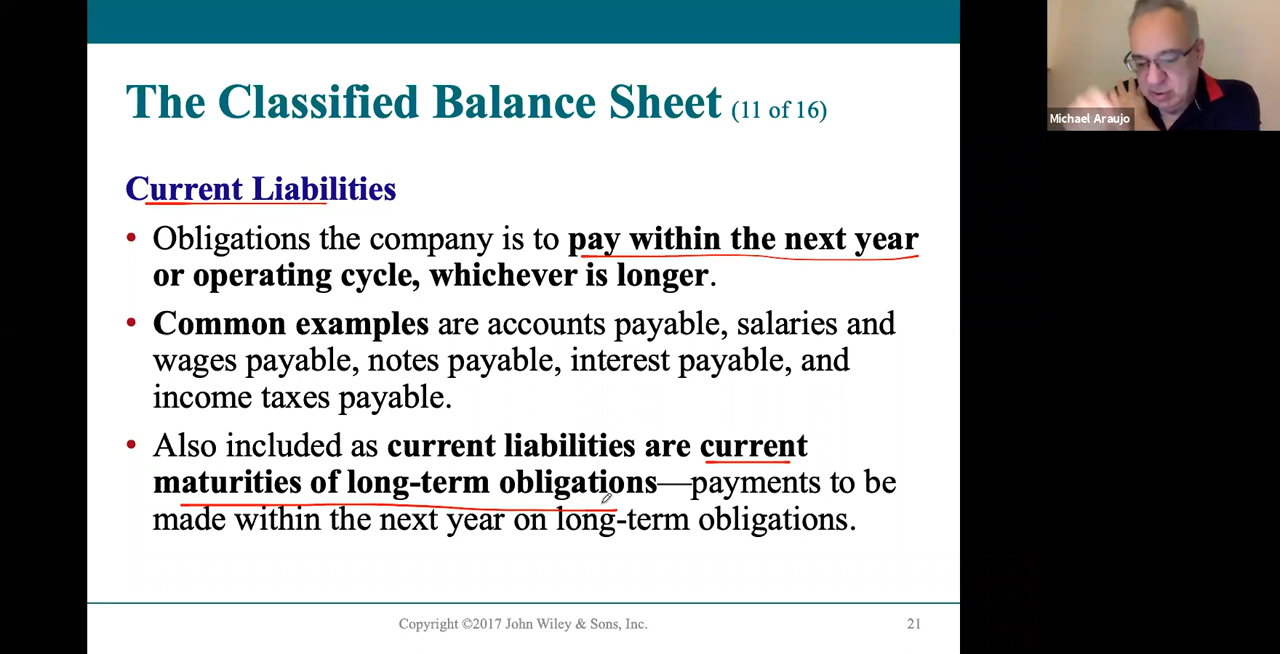 The Classified Balance Sheet (11 of 16)
Michael Araujo
Current Liabilities
• Obligations the company is to pay within the next year
or operating cycle, whichever is longer.
• Common examples are accounts payable, salaries and
wages payable, notes payable, interest payable, and
income taxes payable.
• Also included as current liabilities are current
maturities of long-term obligations—payments to be
made within the next year on long-term obligations.
Copyright ©2017 John Wiley & Sons, Inc.
21